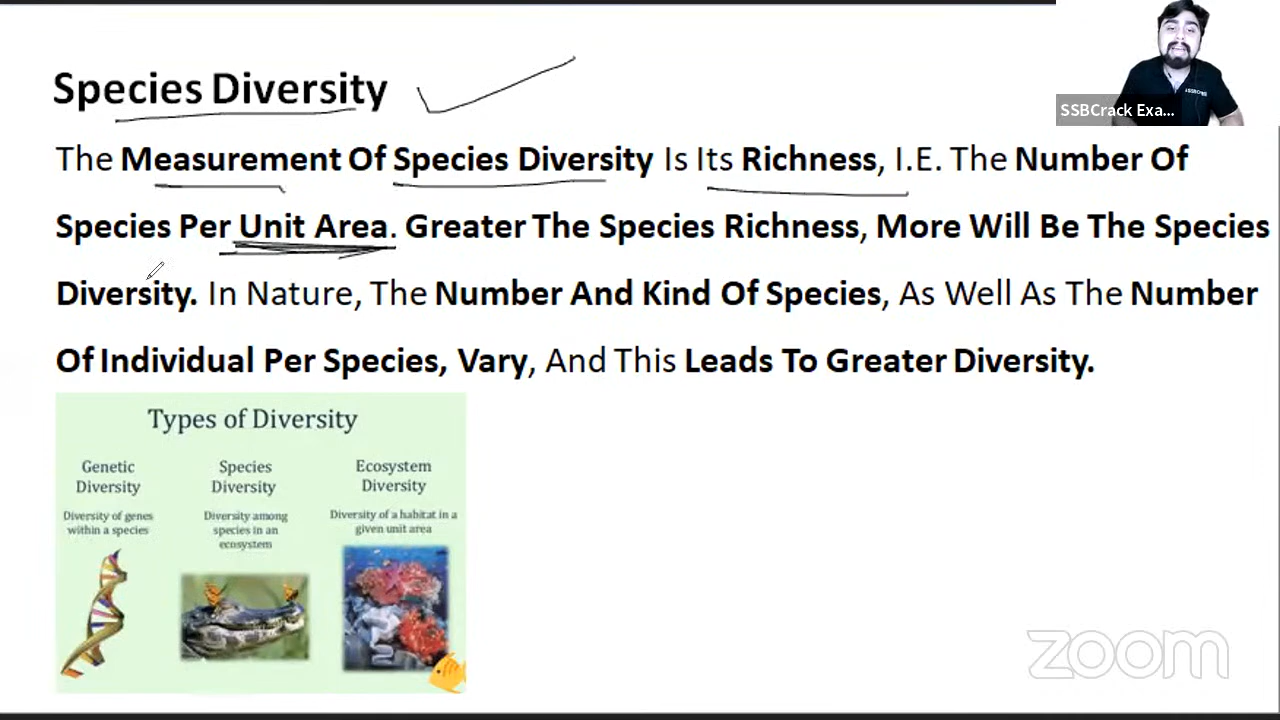 Species Diversity
SSBCrack Exa...
The Measurement Of Species Diversity Is Its Richness, I.E. The Number Of
Species Per Unit Area. Greater The Species Richness, More Will Be The Species
Diversity. In Nature, The Number And Kind Of Species, As Well As The Number
Of Individual Per Species, Vary, And This Leads To Greater Diversity.
Types of Diversity
Genetic
Diversity
Diversity of genes
within a species
Species
Diversity
Diversity among
species in an
ecosystem
Ecosystem
Diversity
Diversity of a habitat in a
given unit area
zoom